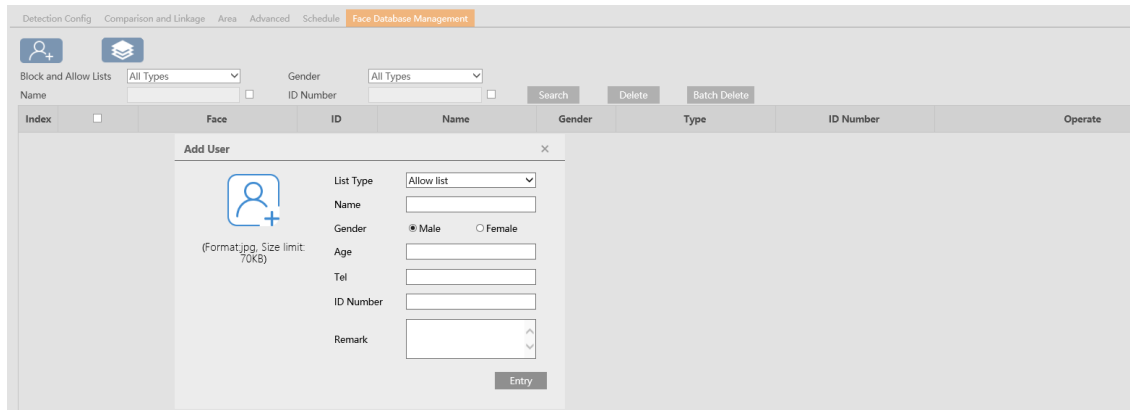 Detection Config Comparison and Linkage Area Advanced Schedule Face Database Management
Block and Allow Lists All Types Gender All Types
Name ID Number Search Delete Batch Delete
Index Face ID Name Gender Type ID Number Operate
Add User ×
List Type Allow list
Name
Gender Male Female
(Format:jpg, Size limit:
70KB)
Age
Tel
ID Number
Remark
Entry